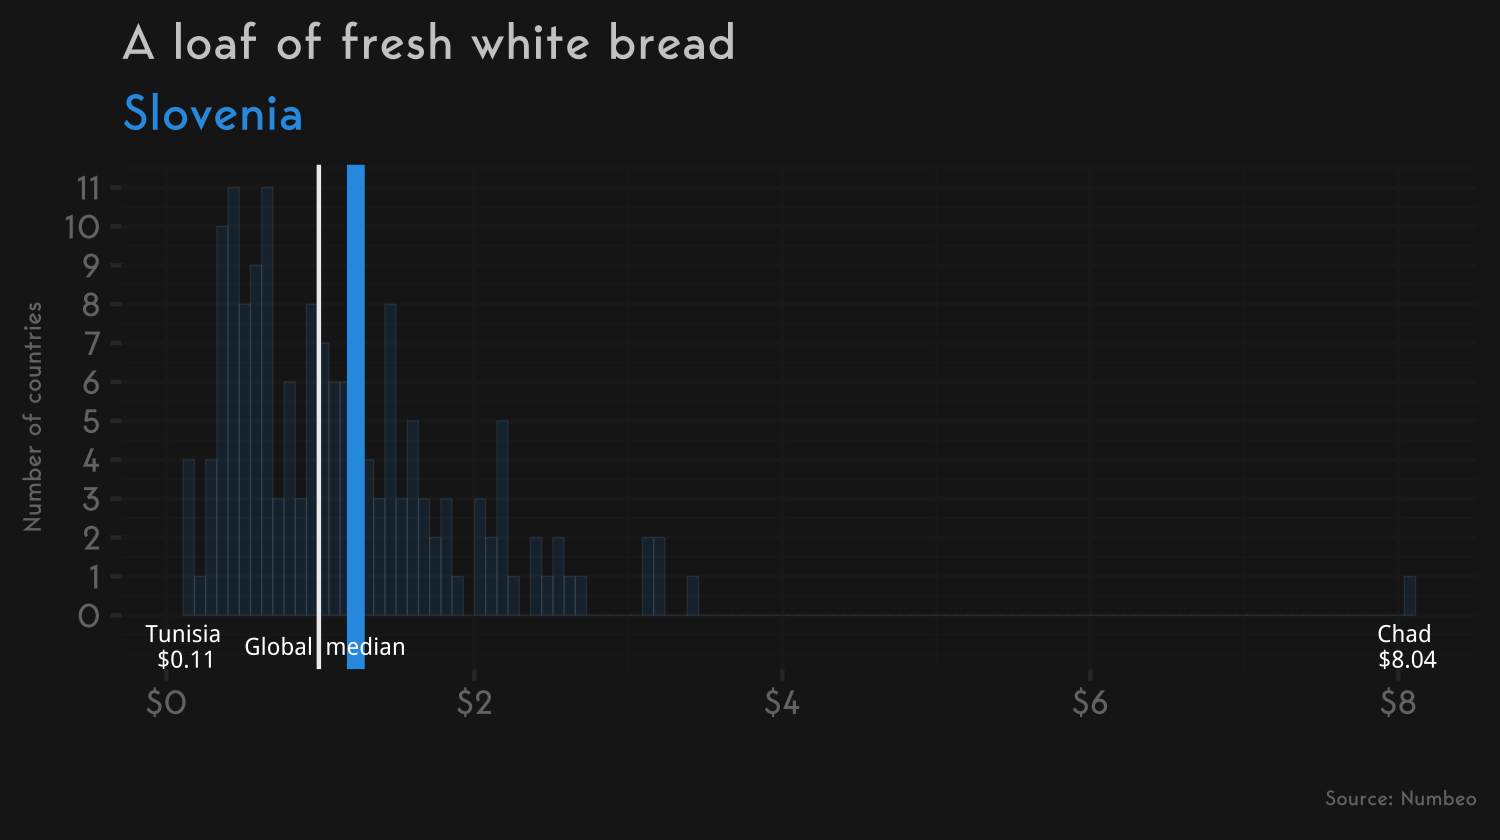 A loaf of fresh white bread
Slovenia
Number of countries
11
10
9
8
7
6
5
4
3
2
1
0
Tunisia
$0.11
Global median
Chad
$8.04
$0 $2 $4 $6 $8
Source: Numbeo